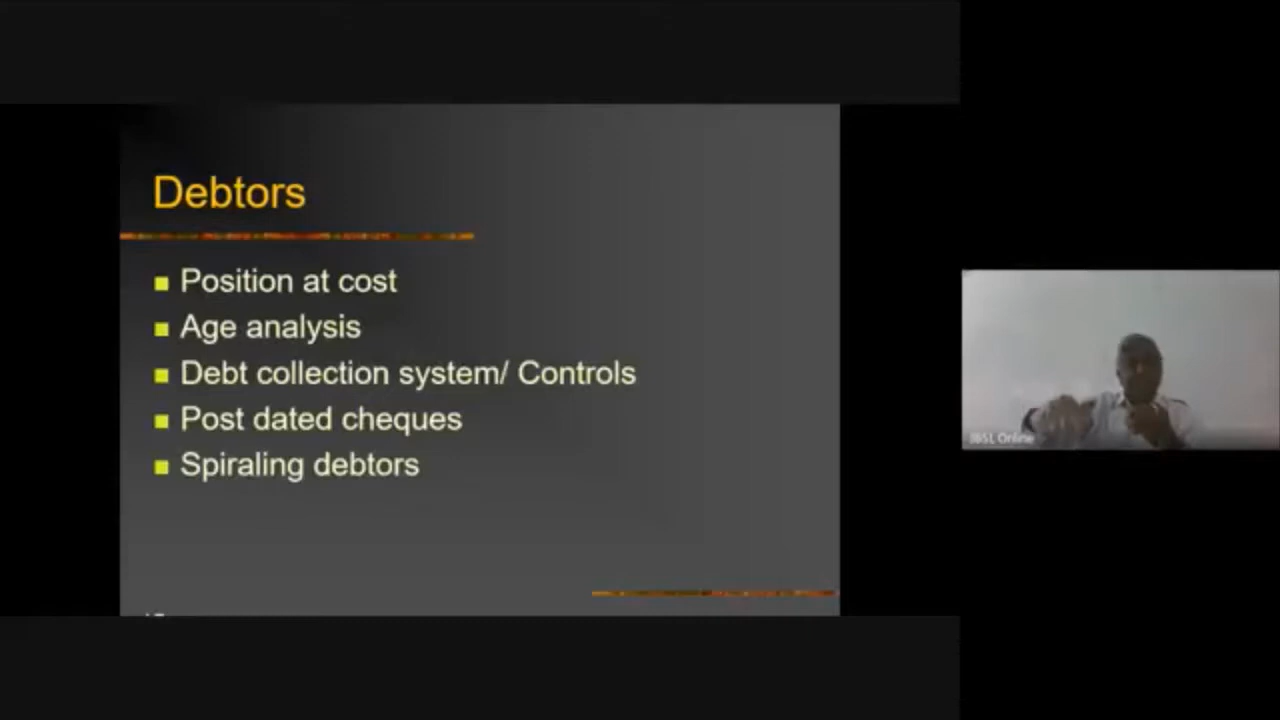 Debtors
Position at cost
Age analysis
Debt collection system/ Controls
Post dated cheques
Spiraling debtors
IBSL Online